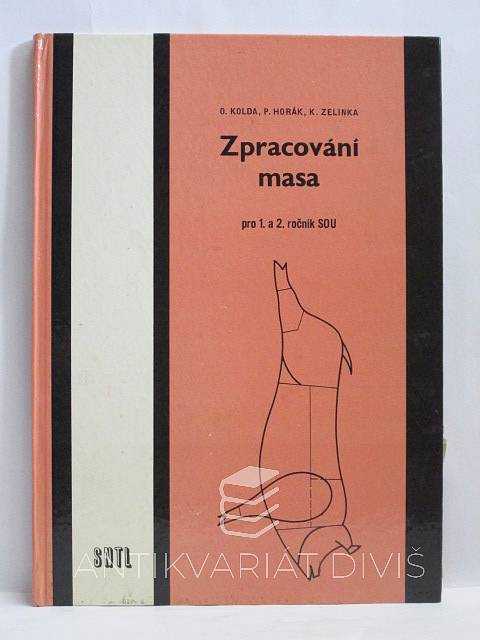 O. KOLDA, P. HORÁK, K. ZELINKA
Zpracování
masa
pro 1. a 2. ročník SOU
SNTL
ANTIKVARIÁT DIVIŠ